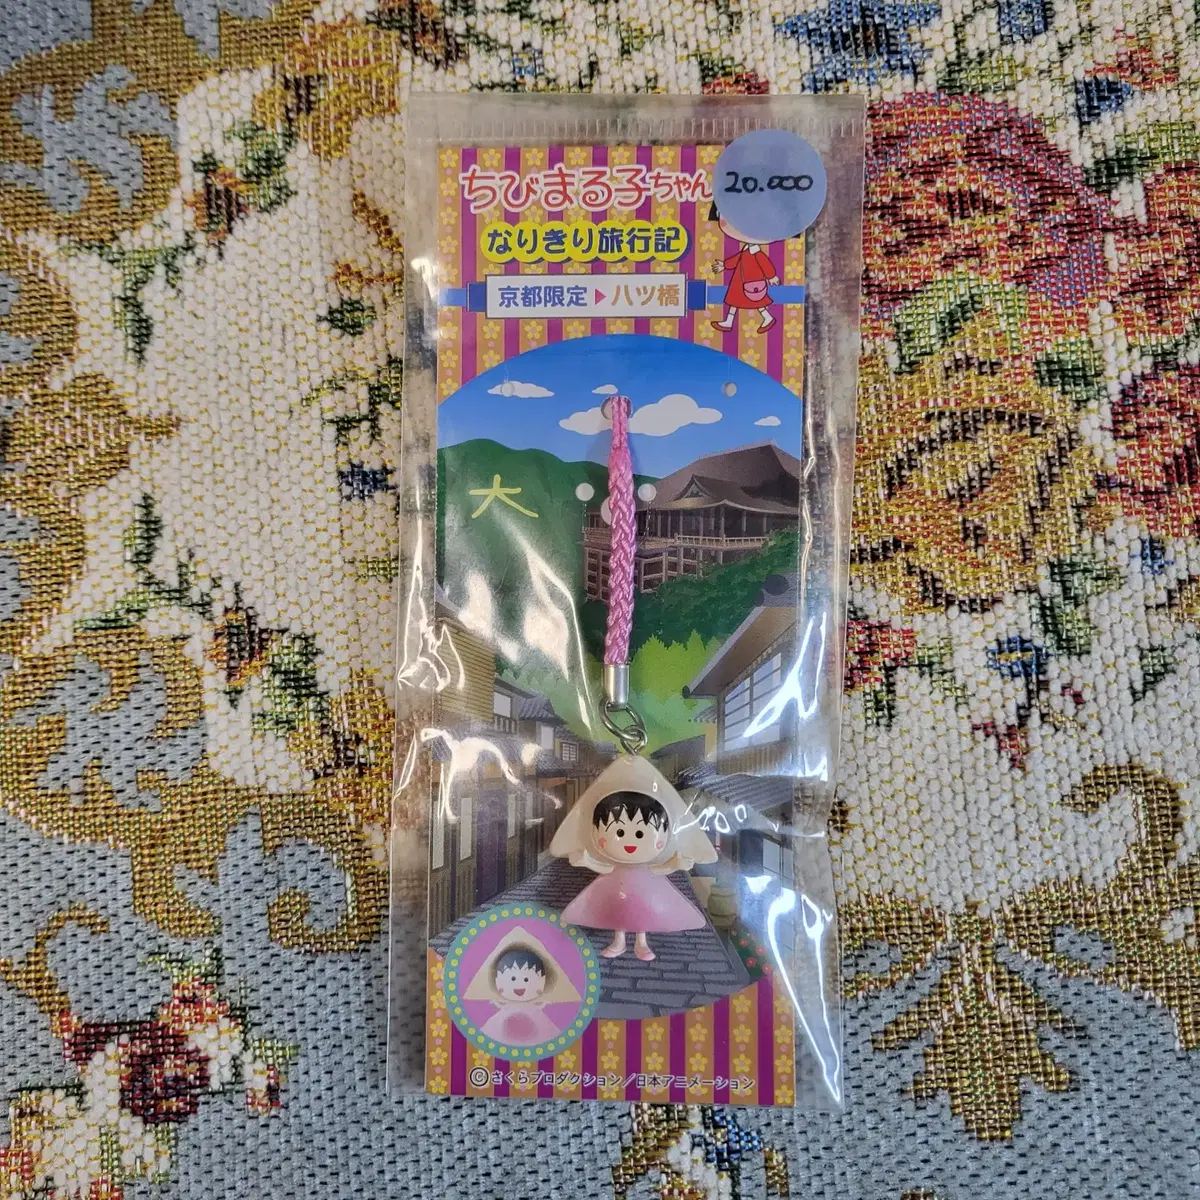 ちびまる子ちゃん
20.000
なりきり旅行記
京都限定▶八ツ橋
大
©さくらプロダクション/日本アニメーション